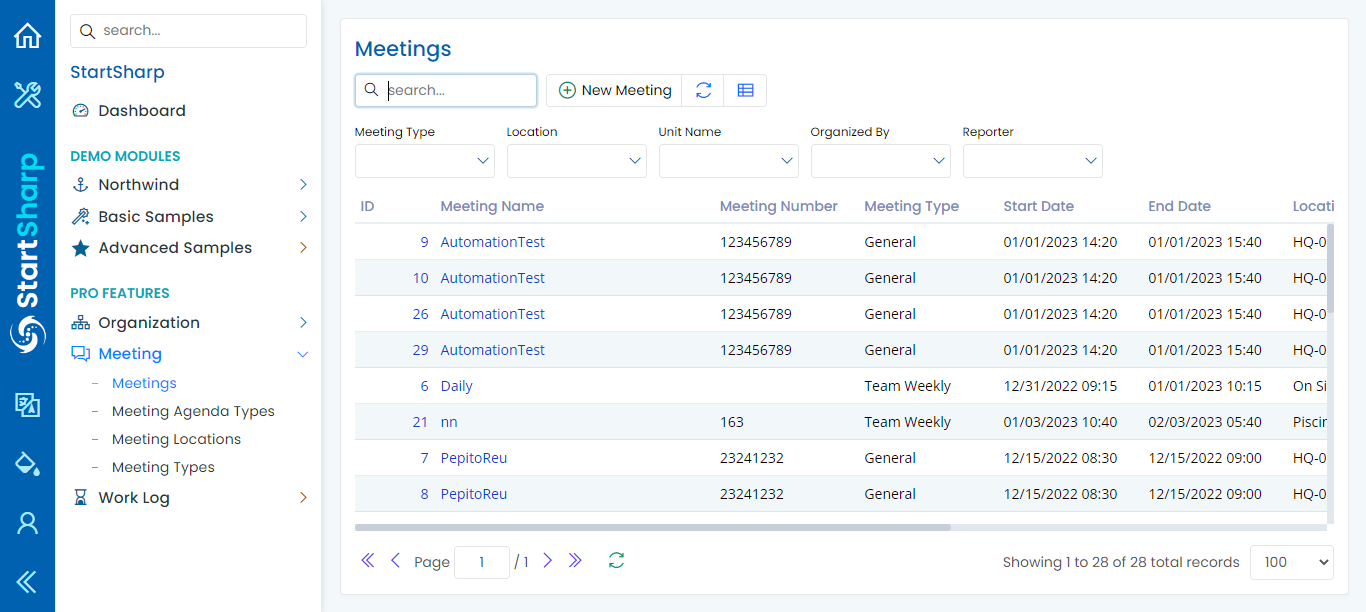 StartSharp
search...
StartSharp
Dashboard
DEMO MODULES
Northwind
Basic Samples
Advanced Samples
PRO FEATURES
Organization
Meeting
Meetings
Meeting Agenda Types
Meeting Locations
Meeting Types
Work Log
Meetings
search... New Meeting
Meeting Type Location Unit Name Organized By Reporter
ID Meeting Name Meeting Number Meeting Type Start Date End Date Locati
9 AutomationTest 123456789 General 01/01/2023 14:20 01/01/2023 15:40 HQ-0
10 AutomationTest 123456789 General 01/01/2023 14:20 01/01/2023 15:40 HQ-0
26 AutomationTest 123456789 General 01/01/2023 14:20 01/01/2023 15:40 HQ-0
29 AutomationTest 123456789 General 01/01/2023 14:20 01/01/2023 15:40 HQ-0
6 Daily Team Weekly 12/31/2022 09:15 01/01/2023 10:15 On Si
21 nn 163 Team Weekly 01/03/2023 10:40 02/03/2023 05:40 Piscin
7 PepitoReu 23241232 General 12/15/2022 08:30 12/15/2022 09:00 HQ-0
8 PepitoReu 23241232 General 12/15/2022 08:30 12/15/2022 09:00 HQ-0
Page 1 / 1 Showing 1 to 28 of 28 total records 100